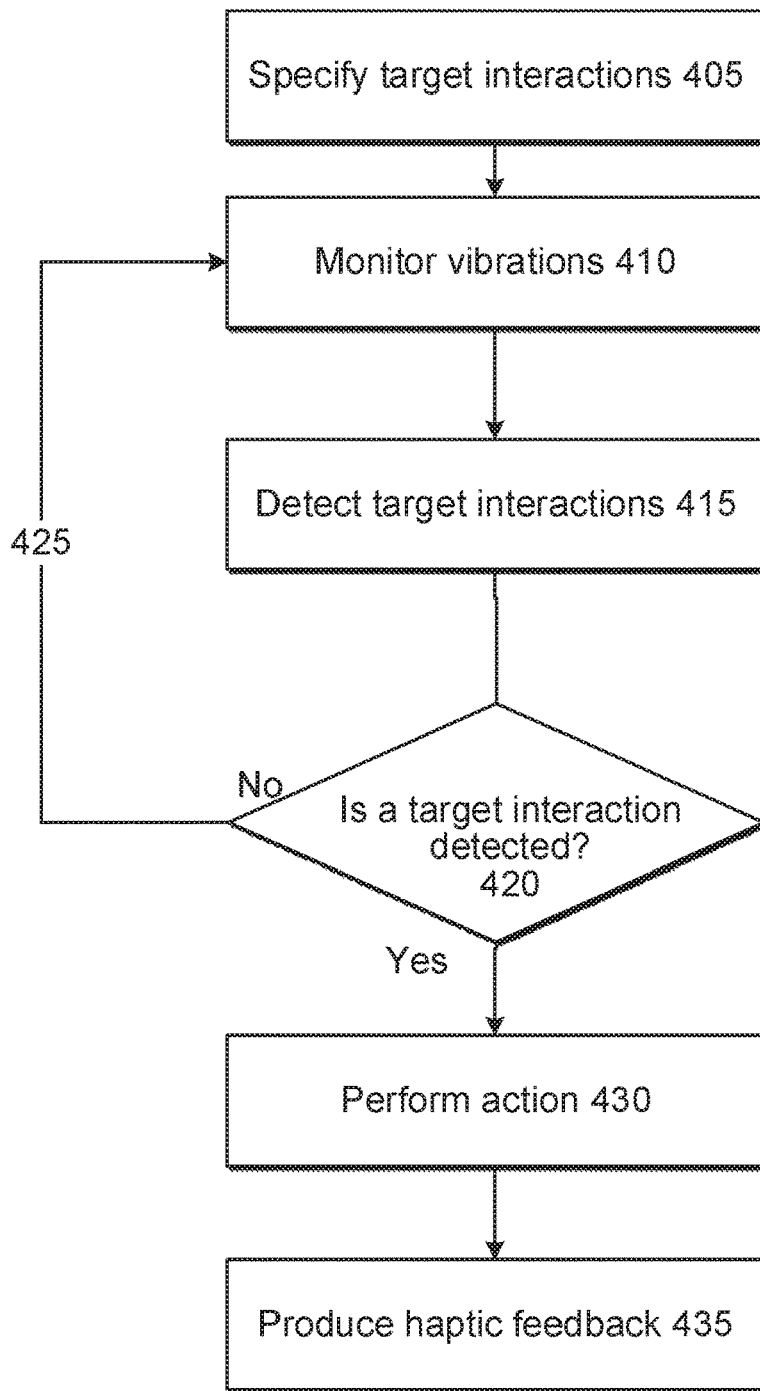 Specify target interactions 405
Monitor vibrations 410
Detect target interactions 415
425
No
Is a target interaction
detected?
420
Yes
Perform action 430
Produce haptic feedback 435